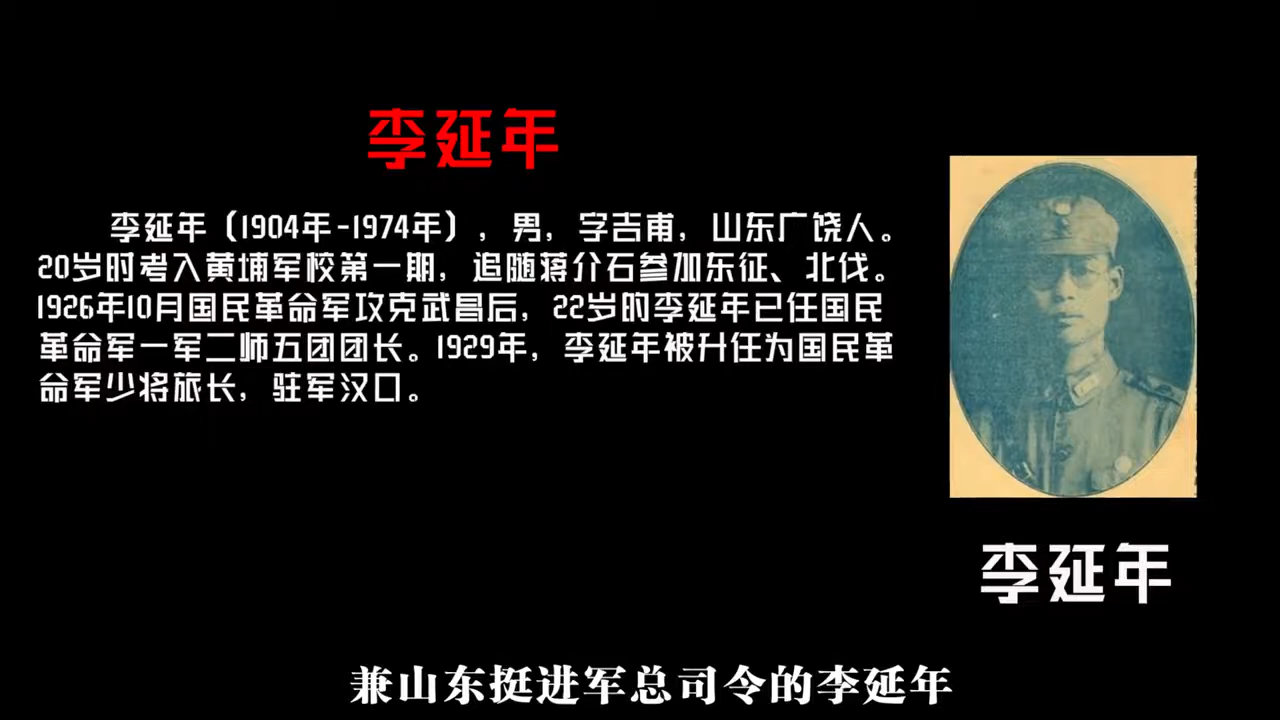 李延年
李延年（1904年-1974年），男，字吉甫，山东广饶人。
20岁时考入黄埔军校第一期，追随蒋介石参加东征、北伐。
1926年10月国民革命军攻克武昌后，22岁的李延年已任国民
革命军一军二师五团团长。1929年，李延年被升任为国民革
命军少将旅长，驻军汉口。
李延年
兼山东挺进军总司令的李延年